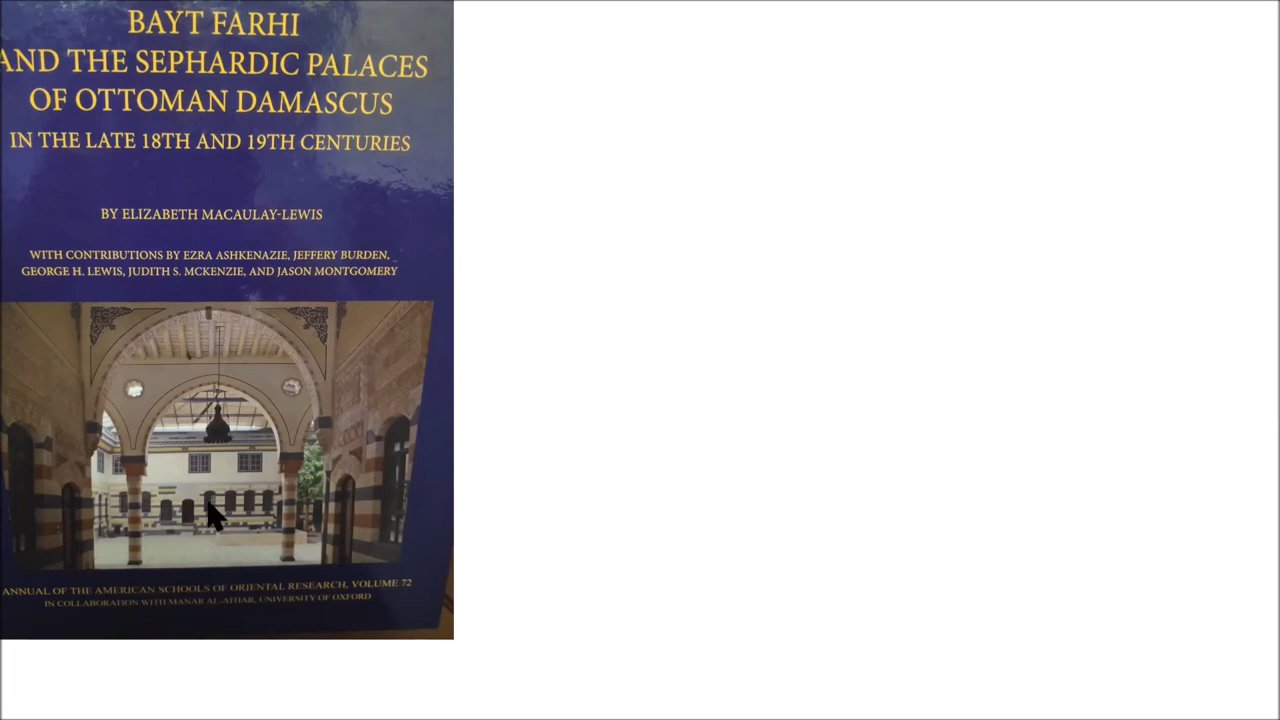 BAYT FARHI
AND THE SEPHARDIC PALACES
OF OTTOMAN DAMASCUS
IN THE LATE 18TH AND 19TH CENTURIES
BY ELIZABETH MACAULAY-LEWIS
WITH CONTRIBUTIONS BY EZRA ASHKENAZIE, JEFFERY BURDEN,
GEORGE H. LEWIS, JUDITH S. MCKENZIE, AND JASON MONTGOMERY
ANNUAL OF THE AMERICAN SCHOOLS OF ORIENTAL RESEARCH, VOLUME 72
IN COLLABORATION WITH MANAR AL-ATHAR, UNIVERSITY OF OXFORD